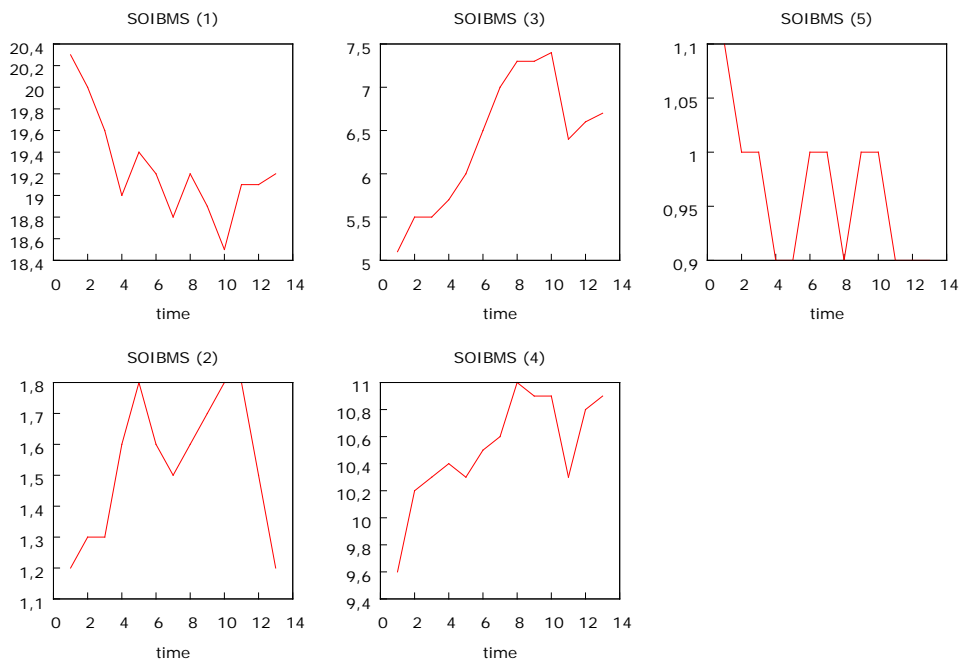 SOIBMS (1)
20,4
20,2
20
19,8
19,6
19,4
19,2
19
18,8
18,6
18,4
0 2 4 6 8 10 12 14
time
SOIBMS (3)
7,5
7
6,5
6
5,5
5
0 2 4 6 8 10 12 14
time
SOIBMS (5)
1,1
1,05
1
0,95
0,9
0 2 4 6 8 10 12 14
time
SOIBMS (2)
1,8
1,7
1,6
1,5
1,4
1,3
1,2
1,1
0 2 4 6 8 10 12 14
time
SOIBMS (4)
11
10,8
10,6
10,4
10,2
10
9,8
9,6
9,4
0 2 4 6 8 10 12 14
time